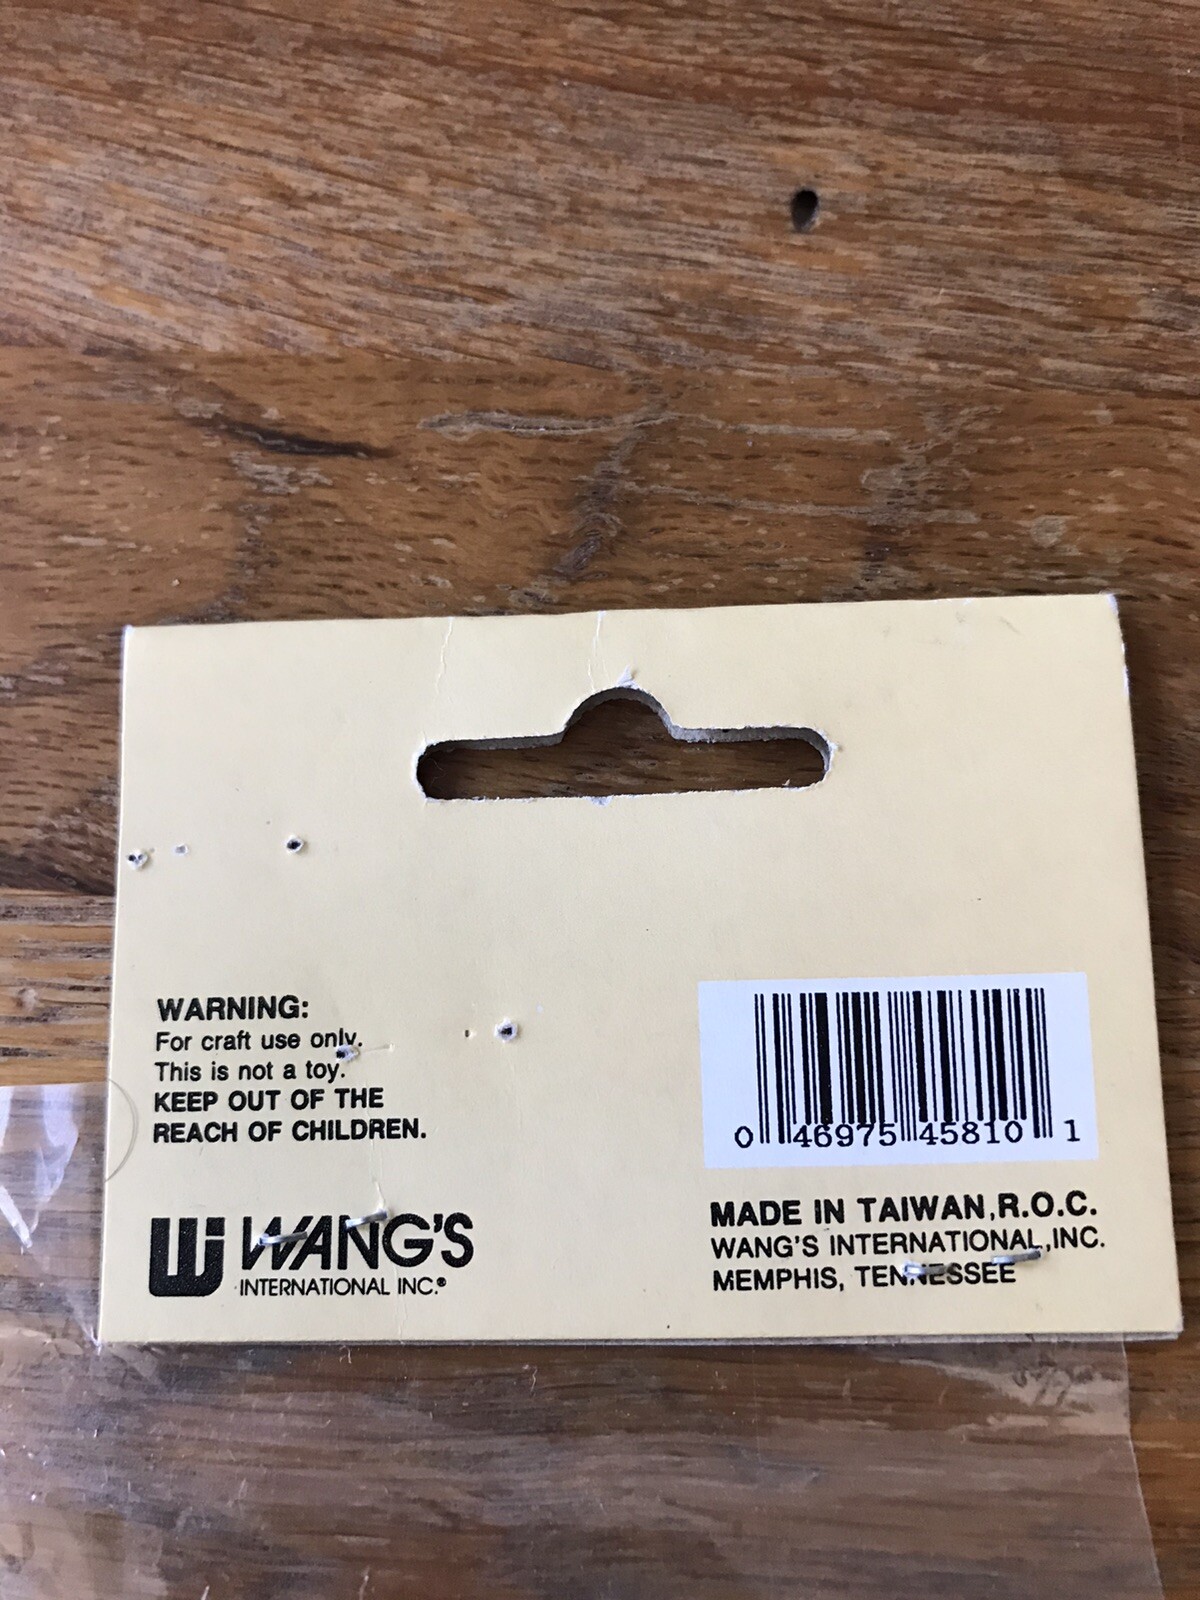 WARNING:
For craft use only.
This is not a toy.
KEEP OUT OF THE
REACH OF CHILDREN.
Wi WANG'S
INTERNATIONAL INC.®
0 46975 45810 1
MADE IN TAIWAN,R.O.C.
WANG'S INTERNATIONAL,INC.
MEMPHIS, TENNESSEE